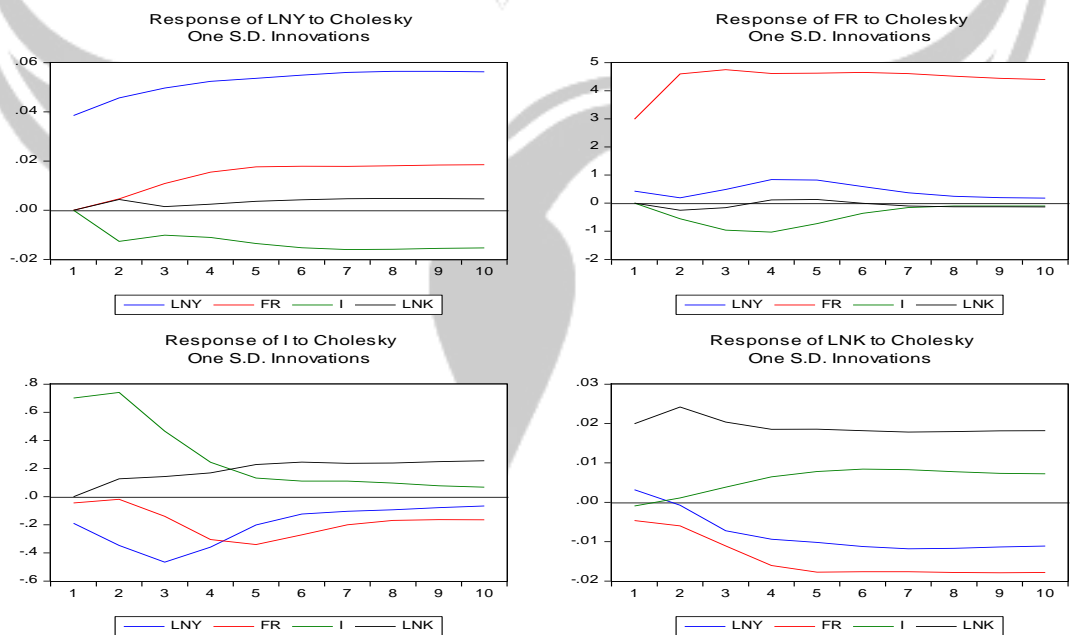 Response of LNY to Cholesky
One S.D. Innovations
.06
.04
.02
.00
-.02
1 2 3 4 5 6 7 8 9 10
LNY FR I LNK
Response of FR to Cholesky
One S.D. Innovations
5
4
3
2
1
0
-1
-2
1 2 3 4 5 6 7 8 9 10
LNY FR I LNK
Response of I to Cholesky
One S.D. Innovations
.8
.6
.4
.2
.0
-.2
-.4
-.6
1 2 3 4 5 6 7 8 9 10
LNY FR I LNK
Response of LNK to Cholesky
One S.D. Innovations
.03
.02
.01
.00
-.01
-.02
1 2 3 4 5 6 7 8 9 10
LNY FR I LNK